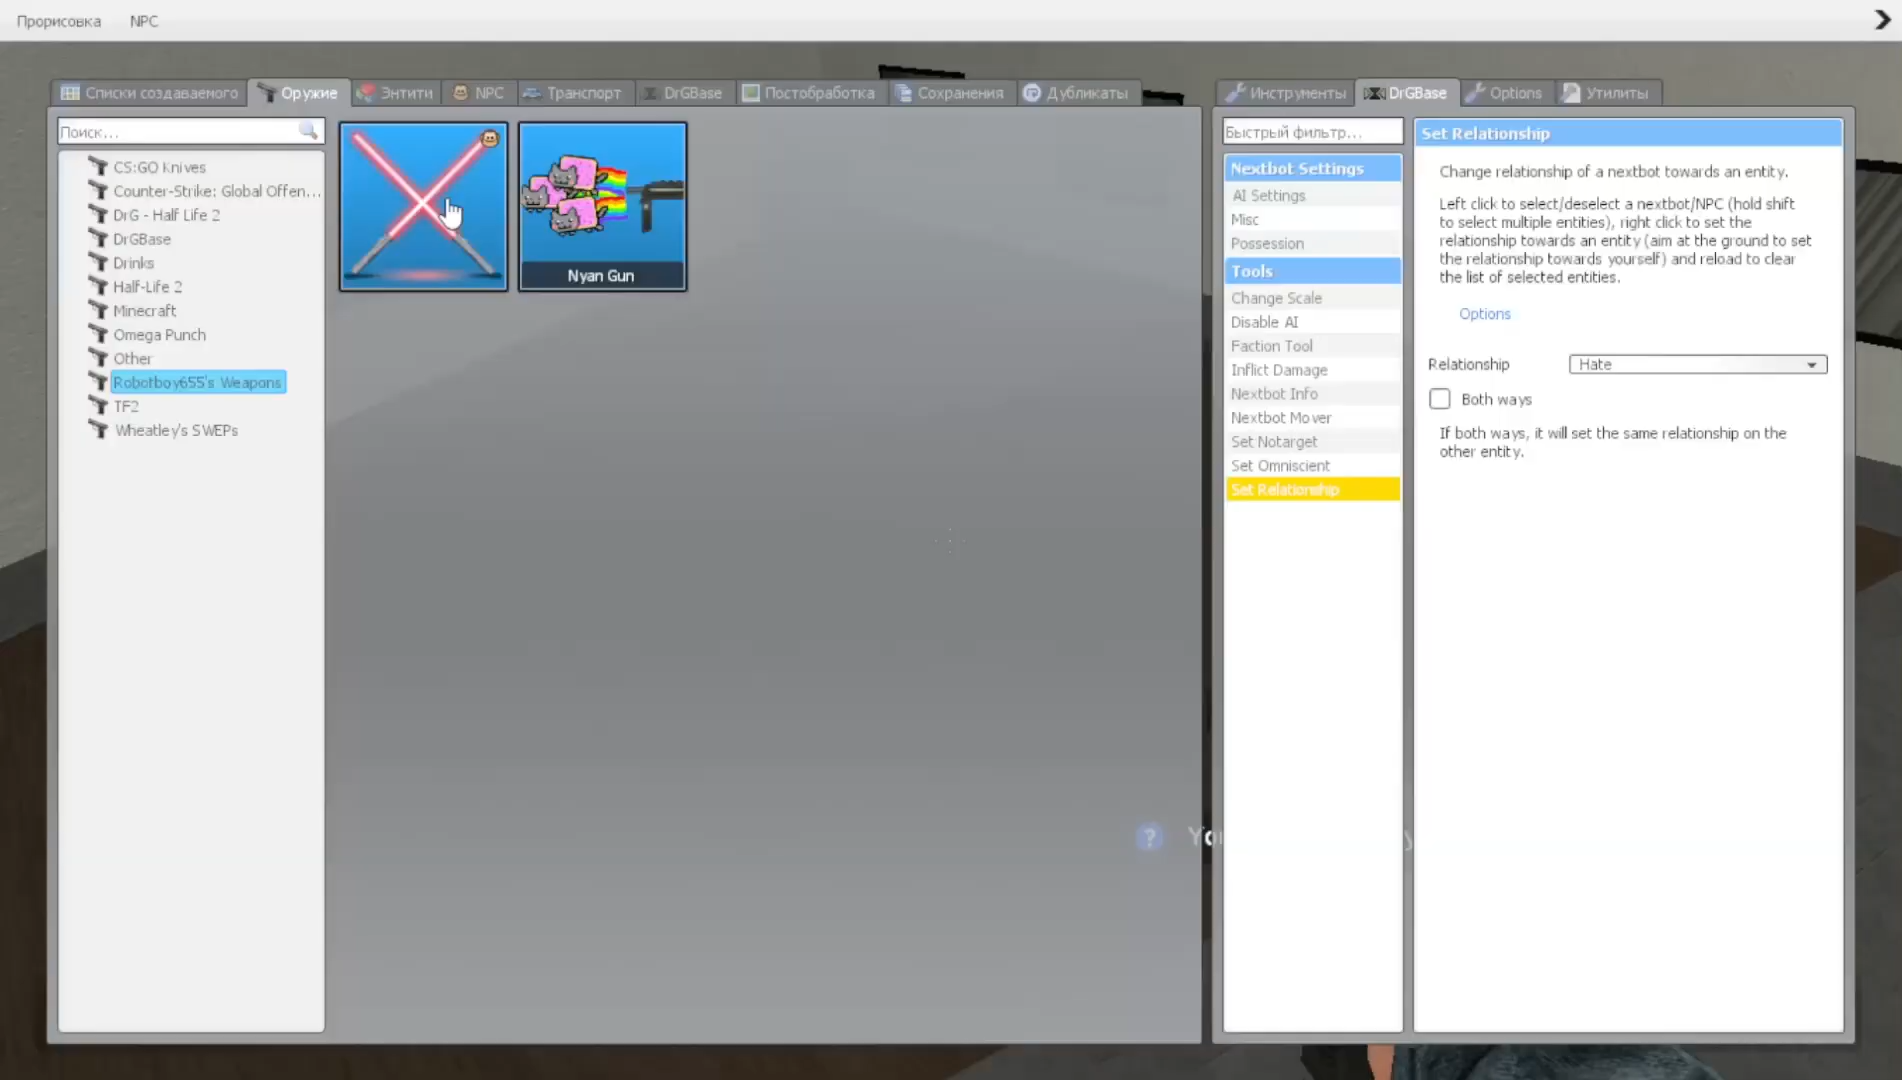 Прорисовка NPC
Списки создаваемого Оружие Энтити NPC Транспорт DrGBase Постобработка Сохранения Дубликаты
Поиск...
CS:GO Knives
Counter-Strike: Global Offen...
DrG - Half Life 2
DrGBase
Drinks
Half-Life 2
Minecraft
Omega Punch
Other
Robotboy655's Weapons
TF2
Wheatley's SWEPs
Nyan Gun
Инструменты DrGBase Options Утилиты
Быстрый фильтр...
Nextbot Settings
AI Settings
Misc
Possession
Tools
Change Scale
Disable AI
Faction Tool
Inflict Damage
Nextbot Info
Nextbot Mover
Set Notarget
Set Omniscient
Set Relationship
Set Relationship
Change relationship of a nextbot towards an entity.
Left click to select/deselect a nextbot/NPC (hold shift
to select multiple entities), right click to set the
relationship towards an entity (aim at the ground to set
the relationship towards yourself) and reload to clear
the list of selected entities.
Options
Relationship Hate
Both ways
If both ways, it will set the same relationship on the
other entity.